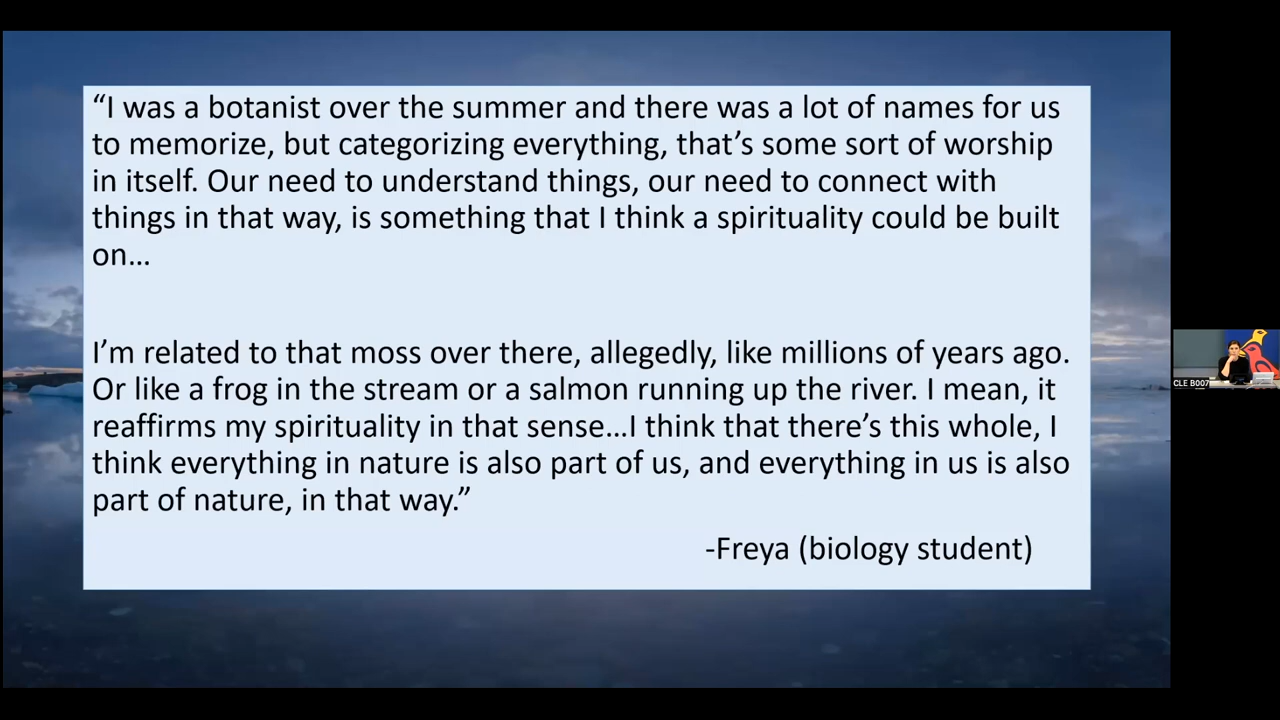 “I was a botanist over the summer and there was a lot of names for us
to memorize, but categorizing everything, that’s some sort of worship
in itself. Our need to understand things, our need to connect with
things in that way, is something that I think a spirituality could be built
on…
I’m related to that moss over there, allegedly, like millions of years ago.
Or like a frog in the stream or a salmon running up the river. I mean, it
reaffirms my spirituality in that sense…I think that there’s this whole, I
think everything in nature is also part of us, and everything in us is also
part of nature, in that way.”
-Freya (biology student)
CLE B007